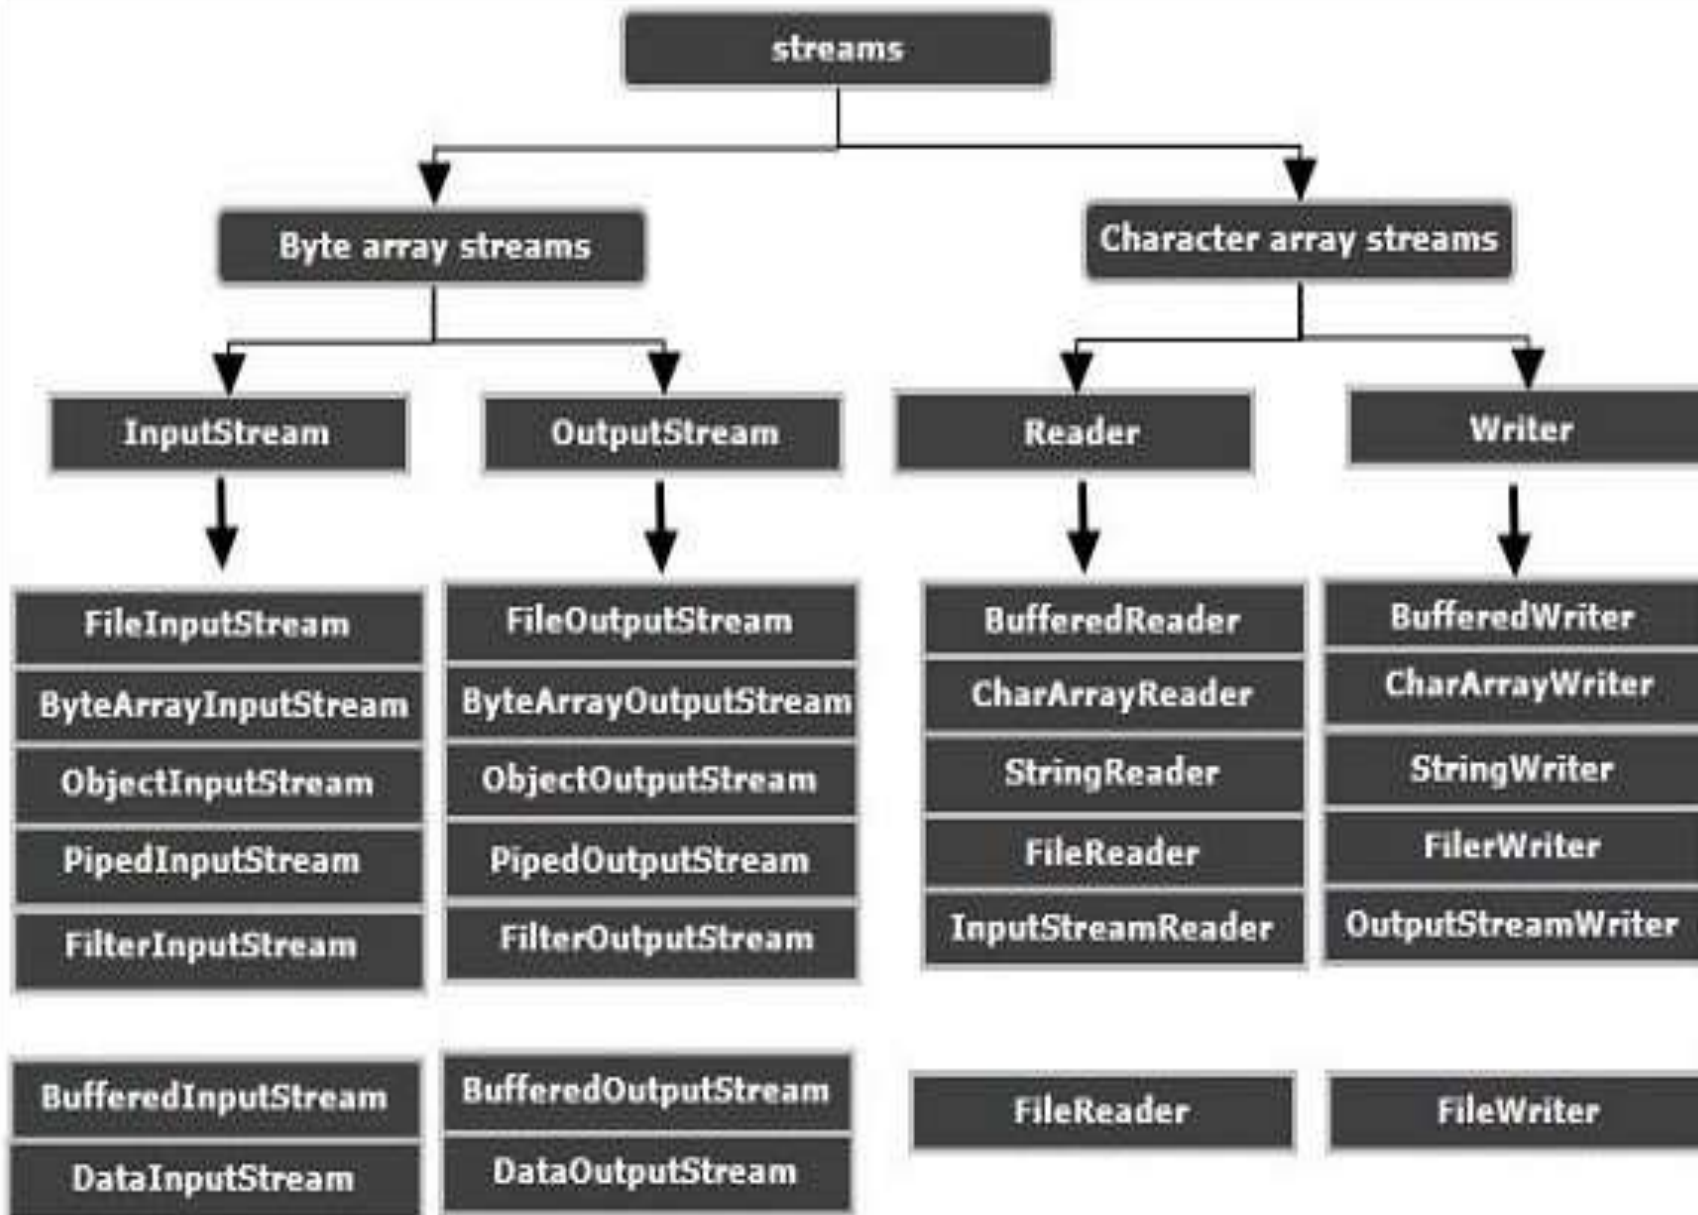 streams
Byte array streams
Character array streams
InputStream
OutputStream
Reader
Writer
FileInputStream
ByteArrayInputStream
ObjectInputStream
PipedInputStream
FilterInputStream
FileOutputStream
ByteArrayOutputStream
ObjectOutputStream
PipedOutputStream
FilterOutputStream
BufferedReader
CharArrayReader
StringReader
FileReader
InputStreamReader
BufferedWriter
CharArrayWriter
StringWriter
FilerWriter
OutputStreamWriter
BufferedInputStream
DataInputStream
BufferedOutputStream
DataOutputStream
FileReader
FileWriter